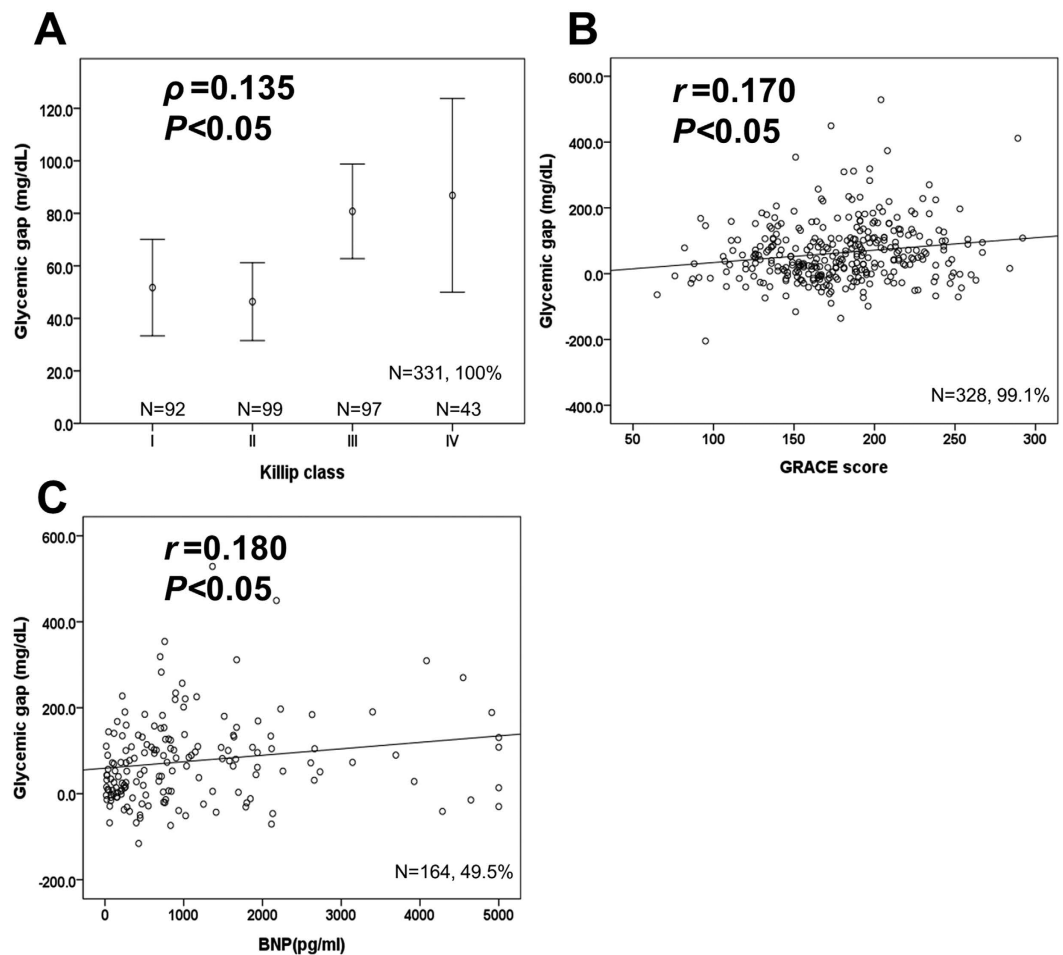 A
ρ=0.135
P<0.05
Glycemic gap (mg/dL)
120.0
100.0
80.0
60.0
40.0
20.0
0.0
N=331, 100%
N=92 N=99 N=97 N=43
I II III IV
Killip class
B
r=0.170
P<0.05
Glycemic gap (mg/dL)
600.0
400.0
200.0
0.0
-200.0
-400.0
N=328, 99.1%
50 100 150 200 250 300
GRACE score
C
r=0.180
P<0.05
Glycemic gap (mg/dL)
600.0
400.0
200.0
0.0
-200.0
N=164, 49.5%
0 1000 2000 3000 4000 5000
BNP(pg/ml)